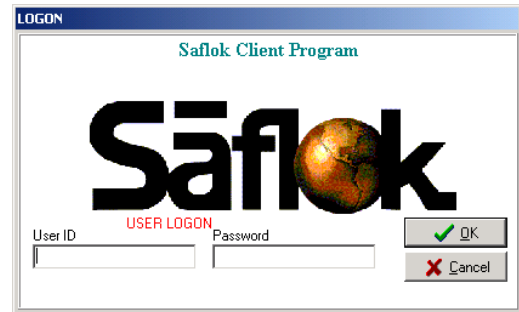 LOGON
Saflok Client Program
Sāflok
USER LOGON
User ID
Password
OK
Cancel